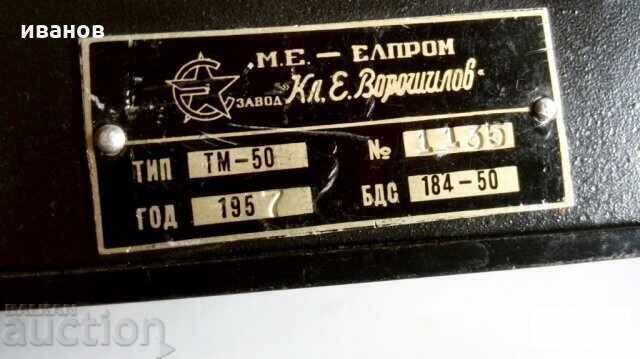 иванов
„М.Е. — ЕЛПРОМ
ЗАВОД „Кл. Е. Ворошилов“
ТИП ТМ-50 № 1135
ГОД 1957 БДС 184-50
BALKAN
auction